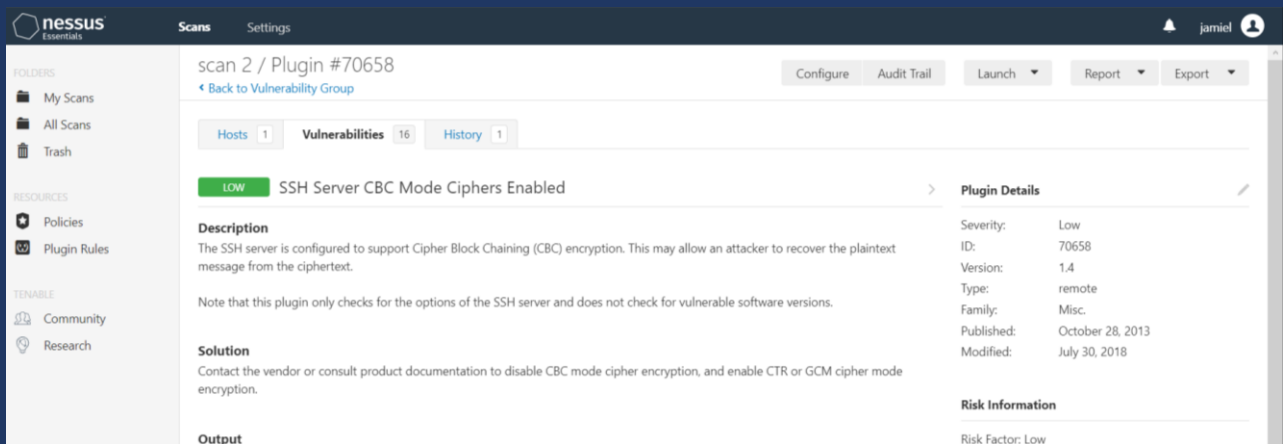 nessus
Essentials
Scans
Settings
jamiel
FOLDERS
My Scans
All Scans
Trash
RESOURCES
Policies
Plugin Rules
TENABLE
Community
Research
scan 2 / Plugin #70658
Back to Vulnerability Group
Configure
Audit Trail
Launch
Report
Export
Hosts 1
Vulnerabilities 16
History 1
LOW SSH Server CBC Mode Ciphers Enabled
Description
The SSH server is configured to support Cipher Block Chaining (CBC) encryption. This may allow an attacker to recover the plaintext
message from the ciphertext.
Note that this plugin only checks for the options of the SSH server and does not check for vulnerable software versions.
Solution
Contact the vendor or consult product documentation to disable CBC mode cipher encryption, and enable CTR or GCM cipher mode
encryption.
Output
Plugin Details
Severity: Low
ID: 70658
Version: 1.4
Type: remote
Family: Misc.
Published: October 28, 2013
Modified: July 30, 2018
Risk Information
Risk Factor: Low